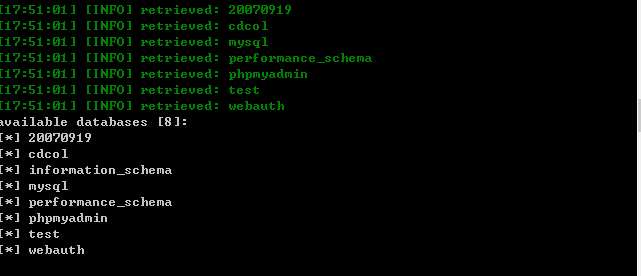 [17:51:01] [INFO] retrieved: 20070919
[17:51:01] [INFO] retrieved: cdcol
[17:51:01] [INFO] retrieved: mysql
[17:51:01] [INFO] retrieved: performance_schema
[17:51:01] [INFO] retrieved: phpmyadmin
[17:51:01] [INFO] retrieved: test
[17:51:01] [INFO] retrieved: webauth
available databases [8]:
[*] 20070919
[*] cdcol
[*] information_schema
[*] mysql
[*] performance_schema
[*] phpmyadmin
[*] test
[*] webauth